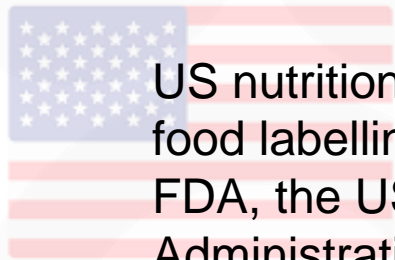 US nutrition
food labellin
FDA, the US
Administrati